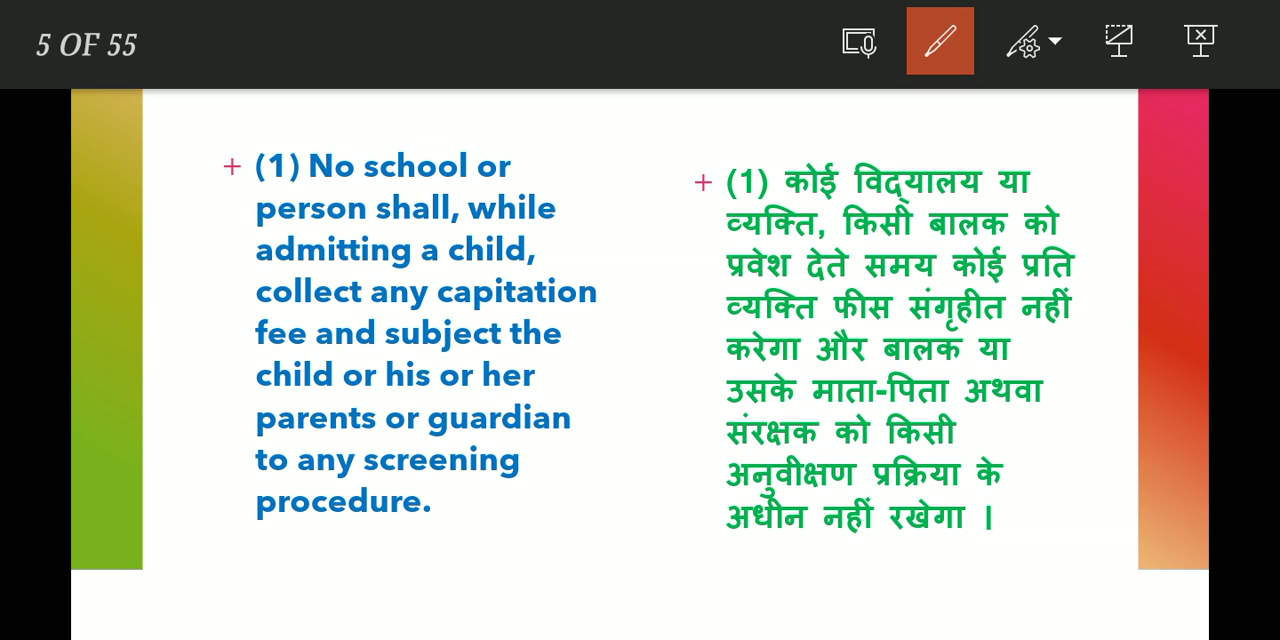 5 OF 55
+ (1) No school or
person shall, while
admitting a child,
collect any capitation
fee and subject the
child or his or her
parents or guardian
to any screening
procedure.
+ (1) कोई विद्यालय या
व्यक्ति, किसी बालक को
प्रवेश देते समय कोई प्रति
व्यक्ति फीस संगृहीत नहीं
करेगा और बालक या
उसके माता-पिता अथवा
संरक्षक को किसी
अनुवीक्षण प्रक्रिया के
अधीन नहीं रखेगा ।